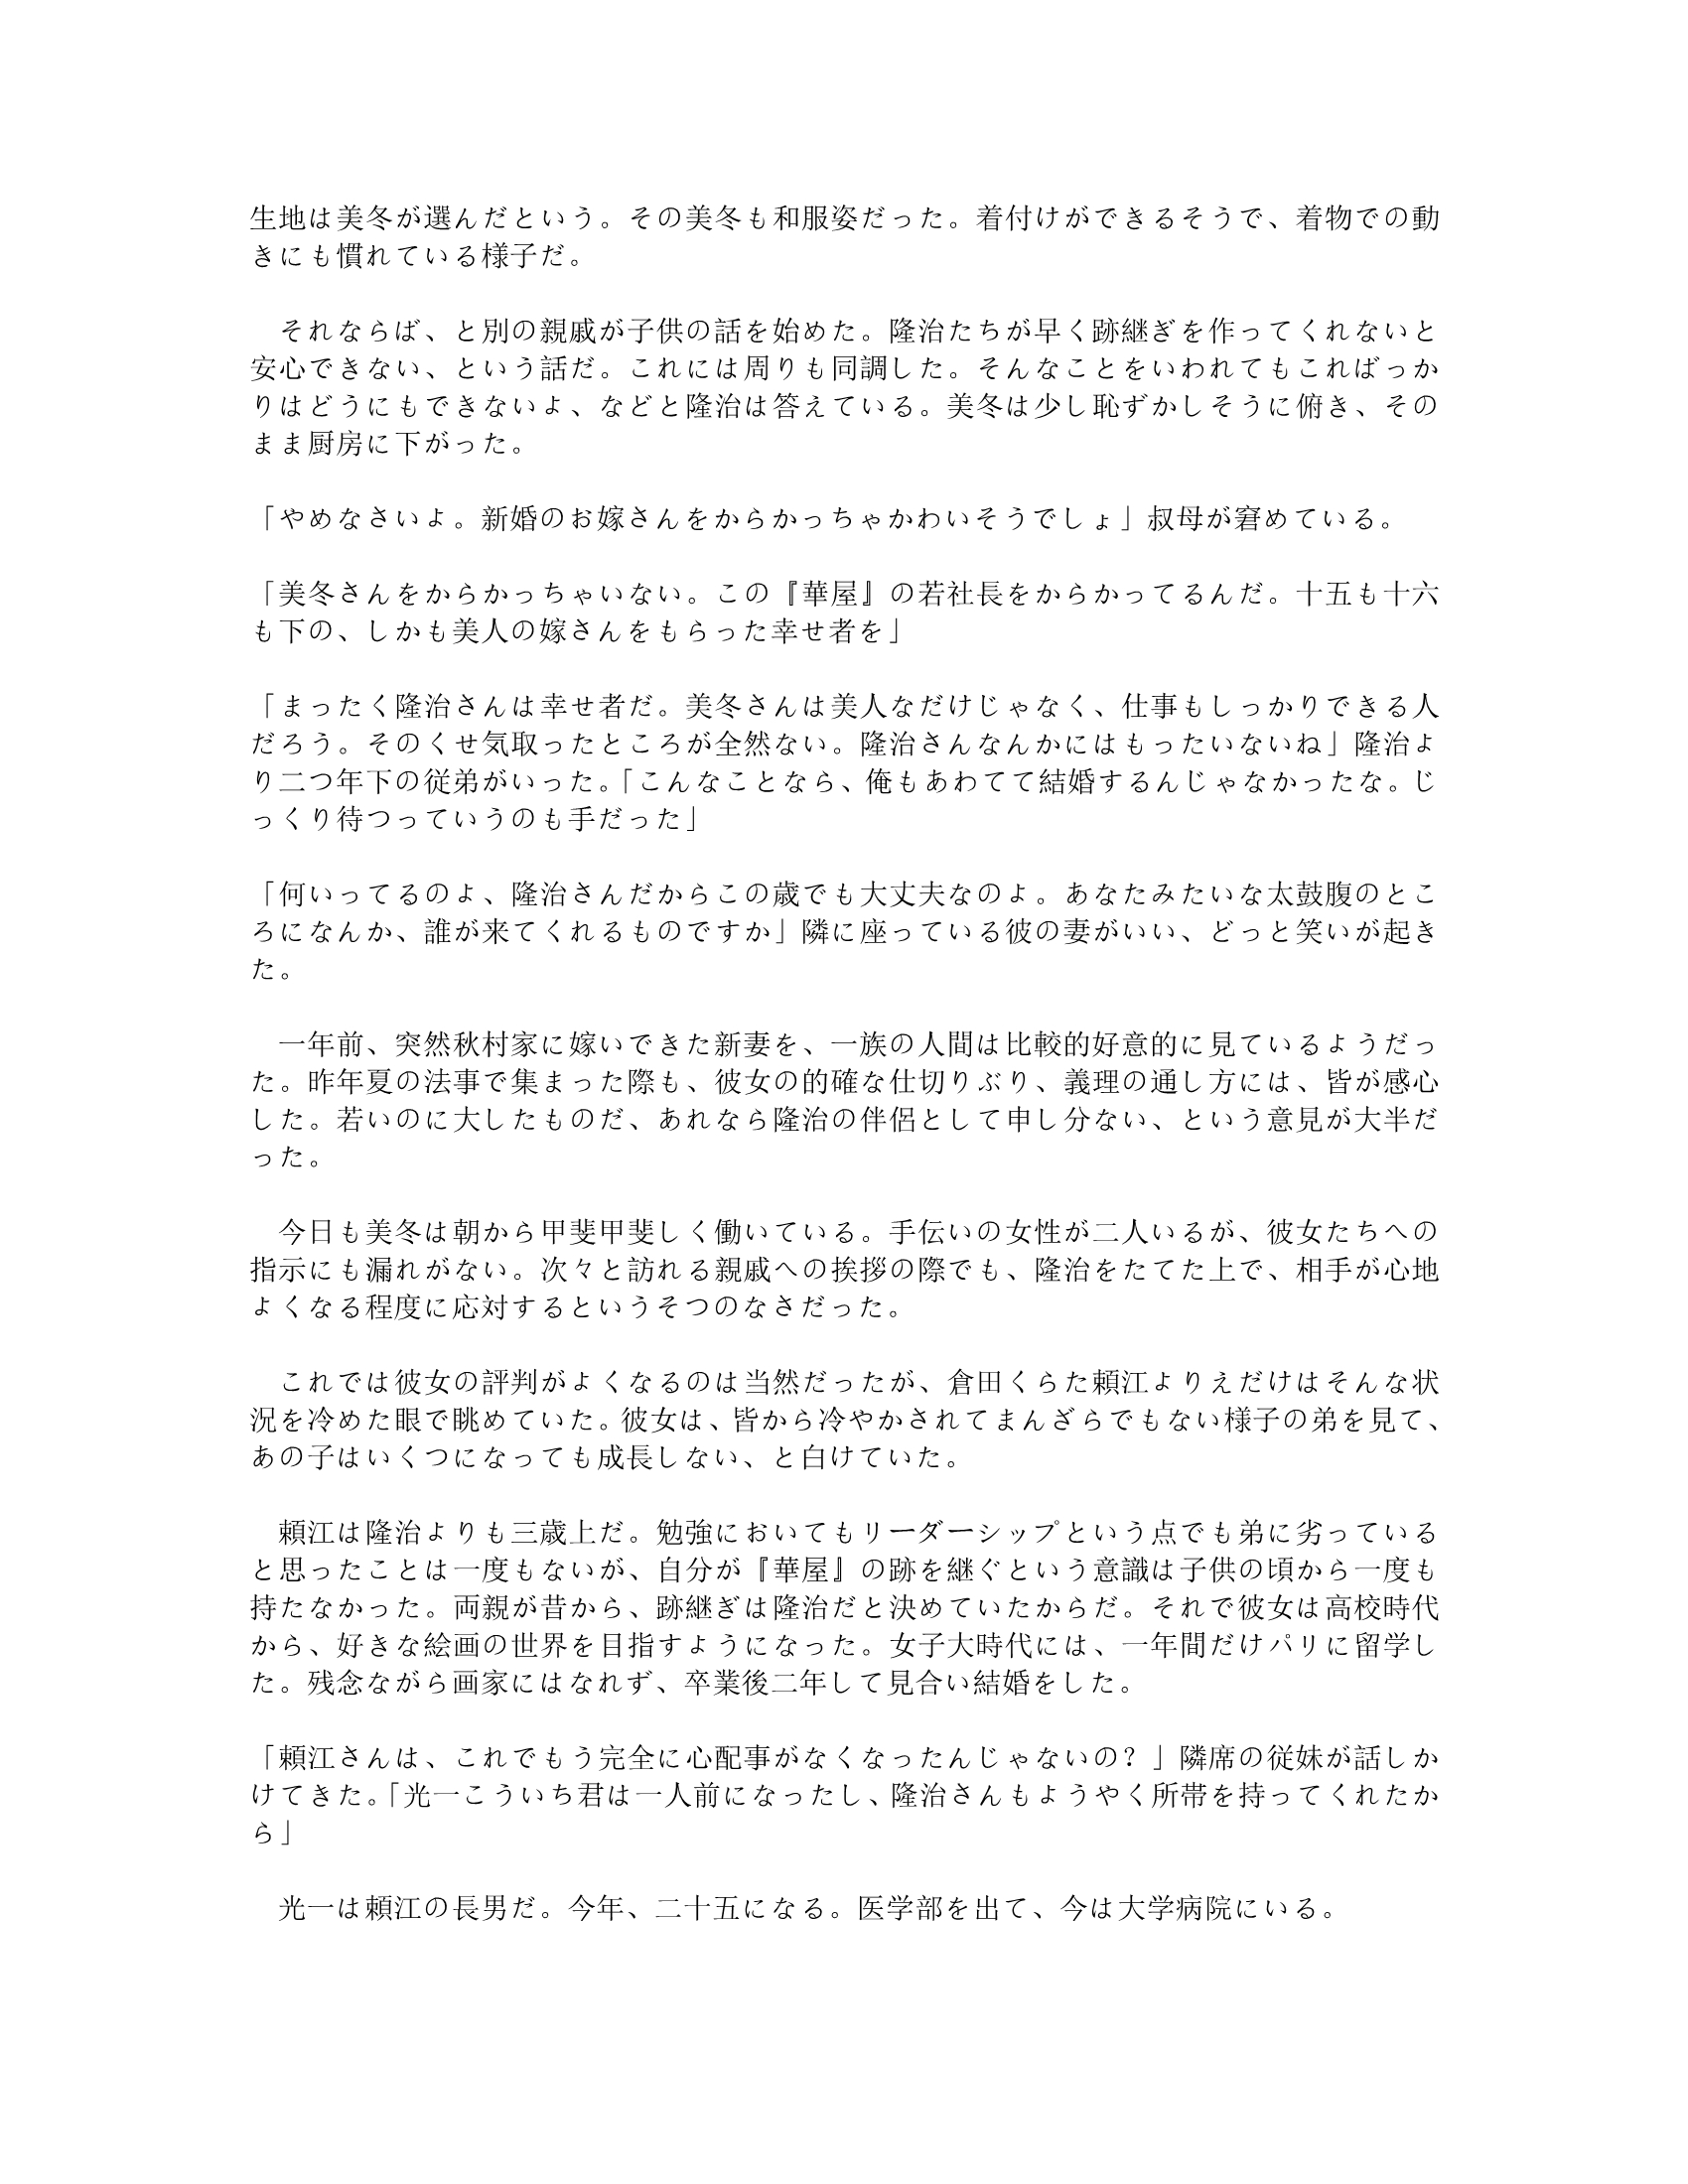 生地は美冬が選んだという。その美冬も和服姿だった。着付けができるそうで、着物での動
きにも慣れている様子だ。
　それならば、と別の親戚が子供の話を始めた。隆治たちが早く跡継ぎを作ってくれないと
安心できない、という話だ。これには周りも同調した。そんなことをいわれてもこればっか
りはどうにもできないよ、などと隆治は答えている。美冬は少し恥ずかしそうに俯き、その
まま厨房に下がった。
「やめなさいよ。新婚のお嫁さんをからかっちゃかわいそうでしょ」叔母が窘めている。
「美冬さんをからかっちゃいない。この『華屋』の若社長をからかってるんだ。十五も十六
も下の、しかも美人の嫁さんをもらった幸せ者を」
「まったく隆治さんは幸せ者だ。美冬さんは美人なだけじゃなく、仕事もしっかりできる人
だろう。そのくせ気取ったところが全然ない。隆治さんなんかにはもったいないね」隆治よ
り二つ年下の従弟がいった。「こんなことなら、俺もあわてて結婚するんじゃなかったな。じ
っくり待つっていうのも手だった」
「何いってるのよ、隆治さんだからこの歳でも大丈夫なのよ。あなたみたいな太鼓腹のとこ
ろになんか、誰が来てくれるものですか」隣に座っている彼の妻がいい、どっと笑いが起き
た。
　一年前、突然秋村家に嫁いできた新妻を、一族の人間は比較的好意的に見ているようだっ
た。昨年夏の法事で集まった際も、彼女の的確な仕切りぶり、義理の通し方には、皆が感心
した。若いのに大したものだ、あれなら隆治の伴侶として申し分ない、という意見が大半だ
った。
　今日も美冬は朝から甲斐甲斐しく働いている。手伝いの女性が二人いるが、彼女たちへの
指示にも漏れがない。次々と訪れる親戚への挨拶の際でも、隆治をたてた上で、相手が心地
よくなる程度に応対するというそつのなさだった。
　これでは彼女の評判がよくなるのは当然だったが、倉田くらた頼江よりえだけはそんな状
況を冷めた眼で眺めていた。彼女は、皆から冷やかされてまんざらでもない様子の弟を見て、
あの子はいくつになっても成長しない、と白けていた。
　頼江は隆治よりも三歳上だ。勉強においてもリーダーシップという点でも弟に劣っている
と思ったことは一度もないが、自分が『華屋』の跡を継ぐという意識は子供の頃から一度も
持たなかった。両親が昔から、跡継ぎは隆治だと決めていたからだ。それで彼女は高校時代
から、好きな絵画の世界を目指すようになった。女子大時代には、一年間だけパリに留学し
た。残念ながら画家にはなれず、卒業後二年して見合い結婚をした。
「頼江さんは、これでもう完全に心配事がなくなったんじゃないの？」隣席の従妹が話しか
けてきた。「光一こういち君は一人前になったし、隆治さんもようやく所帯を持ってくれたか
ら」
　光一は頼江の長男だ。今年、二十五になる。医学部を出て、今は大学病院にいる。